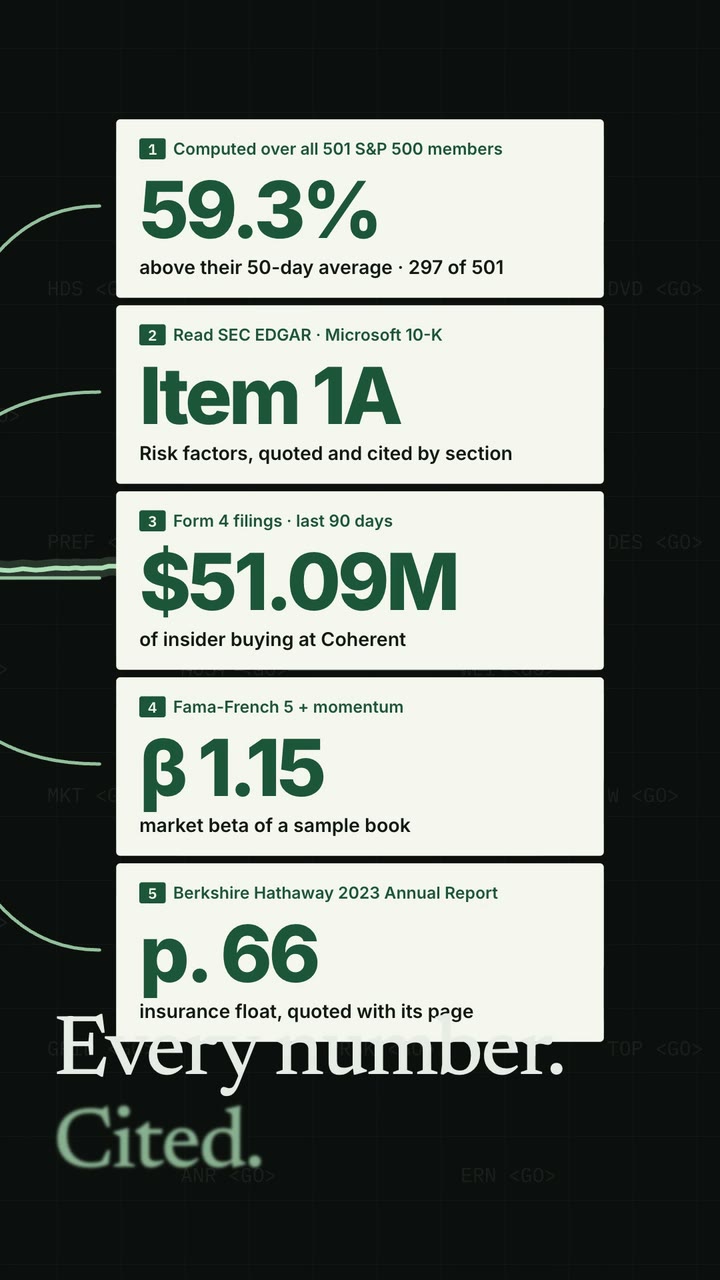 1 Computed over all 501 S&P 500 members
59.3%
above their 50-day average · 297 of 501
HDS <G
DVD <GO>
2 Read SEC EDGAR · Microsoft 10-K
Item 1A
Risk factors, quoted and cited by section
3 Form 4 filings · last 90 days
PREF <
DES <GO>
$51.09M
of insider buying at Coherent
4 Fama-French 5 + momentum
β 1.15
MKT <G
W <GO>
market beta of a sample book
5 Berkshire Hathaway 2023 Annual Report
p. 66
insurance float, quoted with its page
Every number.
TOP <GO>
Cited.
ANR <GO>
ERN <GO>